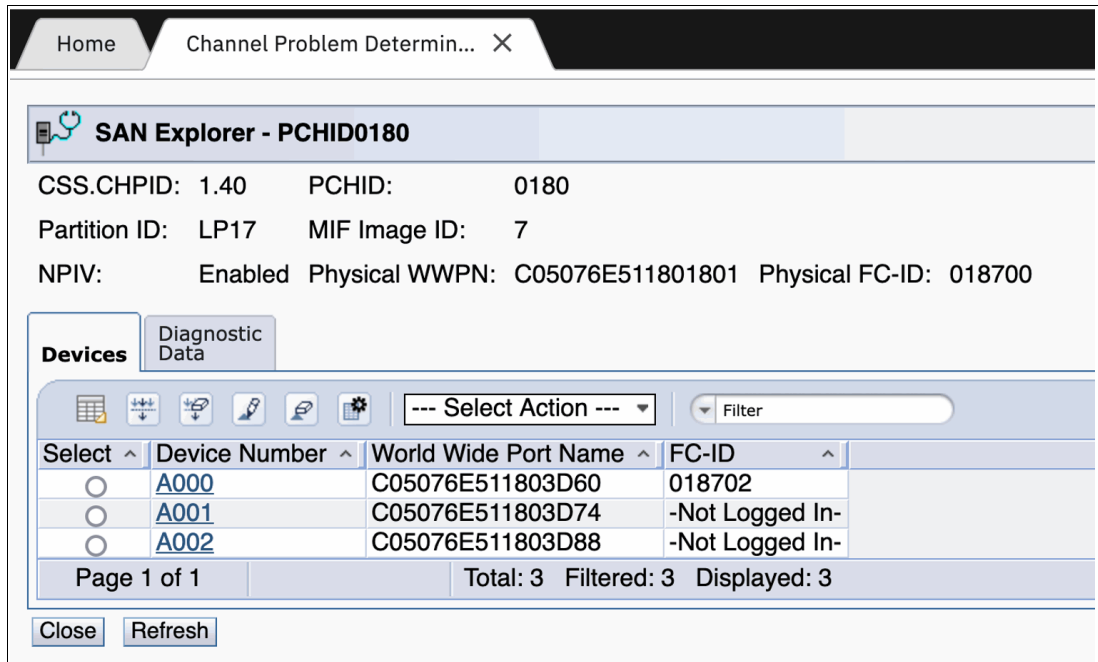 Home Channel Problem Determin...
SAN Explorer - PCHID0180
CSS.CHPID: 1.40 PCHID: 0180
Partition ID: LP17 MIF Image ID: 7
NPIV: Enabled Physical WWPN: C05076E511801801 Physical FC-ID: 018700
Devices
Diagnostic
Data
--- Select Action --- Filter
Select Device Number World Wide Port Name FC-ID
A000 C05076E511803D60 018702
A001 C05076E511803D74 -Not Logged In-
A002 C05076E511803D88 -Not Logged In-
Page 1 of 1 Total: 3 Filtered: 3 Displayed: 3
Close Refresh